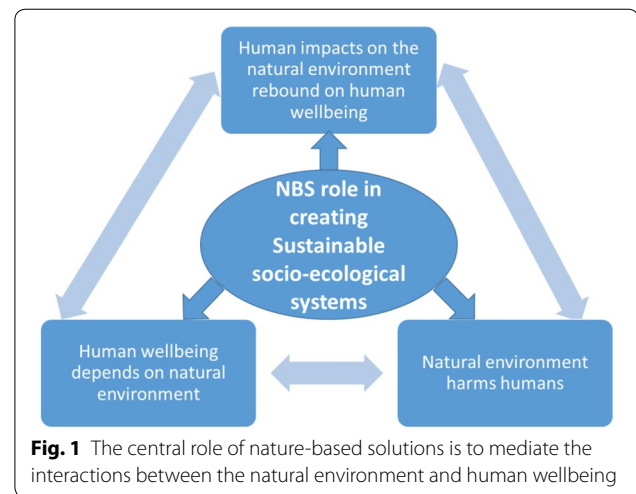 Human impacts on the
natural environment
rebound on human
wellbeing
NBS role in
creating
Sustainable
socio-ecological
systems
Human wellbeing
depends on natural
environment
Natural environment
harms humans
Fig. 1 The central role of nature-based solutions is to mediate the
interactions between the natural environment and human wellbeing